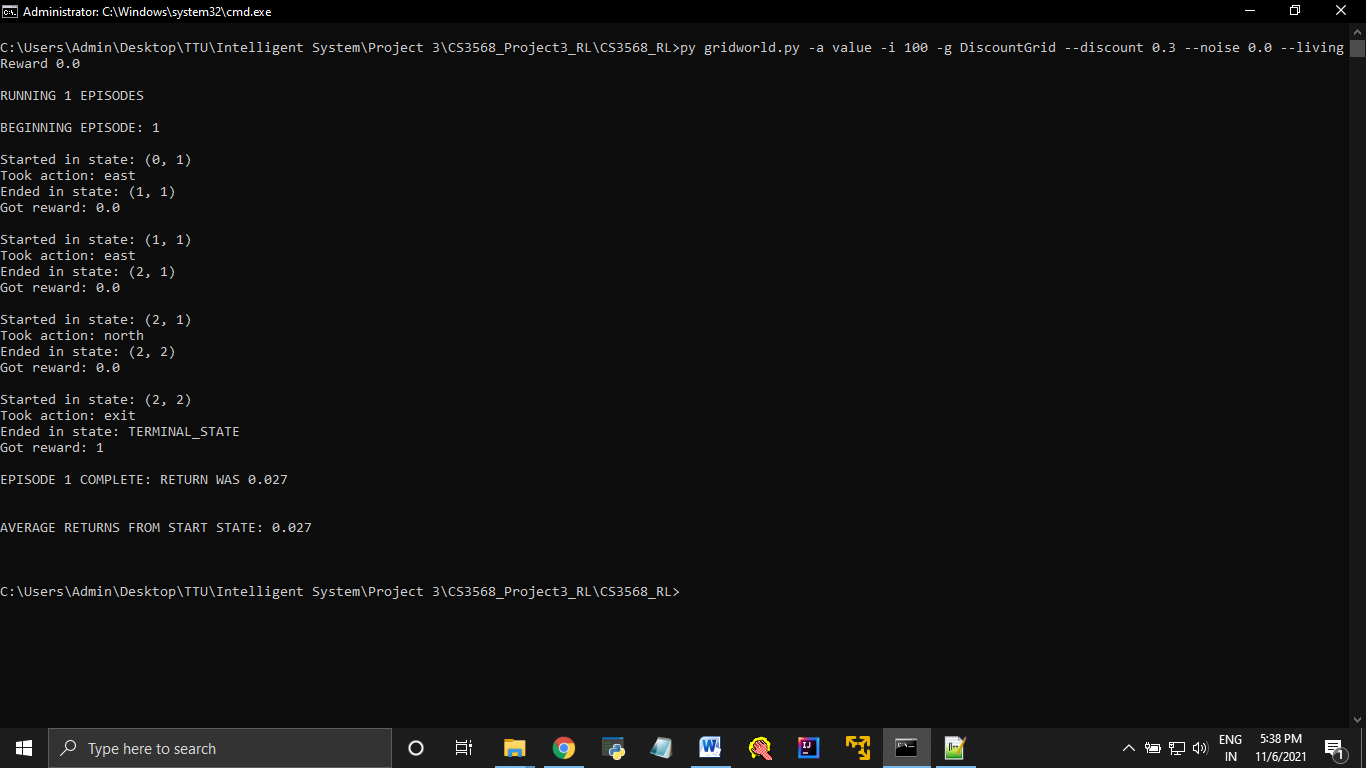 Administrator: C:\Windows\system32\cmd.exe
C:\Users\Admin\Desktop\TTU\Intelligent System\Project 3\CS3568_Project3_RL\CS3568_RL>py gridworld.py -a value -i 100 -g DiscountGrid --discount 0.3 --noise 0.0 --living
Reward 0.0
RUNNING 1 EPISODES
BEGINNING EPISODE: 1
Started in state: (0, 1)
Took action: east
Ended in state: (1, 1)
Got reward: 0.0
Started in state: (1, 1)
Took action: east
Ended in state: (2, 1)
Got reward: 0.0
Started in state: (2, 1)
Took action: north
Ended in state: (2, 2)
Got reward: 0.0
Started in state: (2, 2)
Took action: exit
Ended in state: TERMINAL_STATE
Got reward: 1
EPISODE 1 COMPLETE: RETURN WAS 0.027
AVERAGE RETURNS FROM START STATE: 0.027
C:\Users\Admin\Desktop\TTU\Intelligent System\Project 3\CS3568_Project3_RL\CS3568_RL>
Type here to search
ENG
IN
5:38 PM
11/6/2021
1